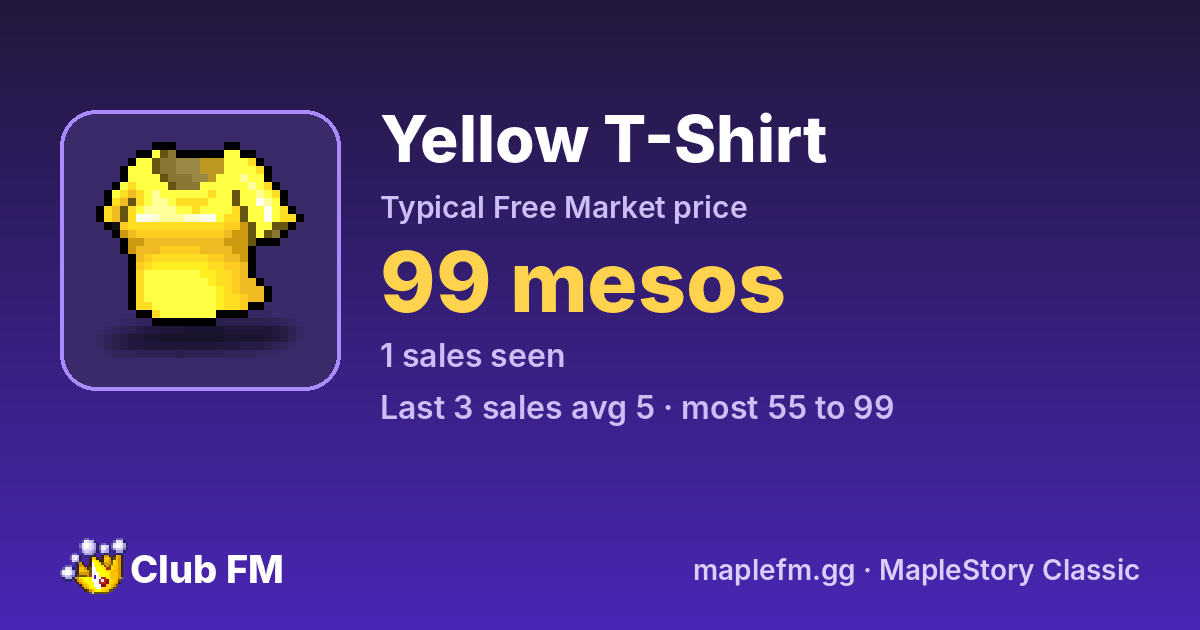 Yellow T-Shirt
Typical Free Market price
99 mesos
1 sales seen
Last 3 sales avg 5 · most 55 to 99
Club FM
maplefm.gg · MapleStory Classic